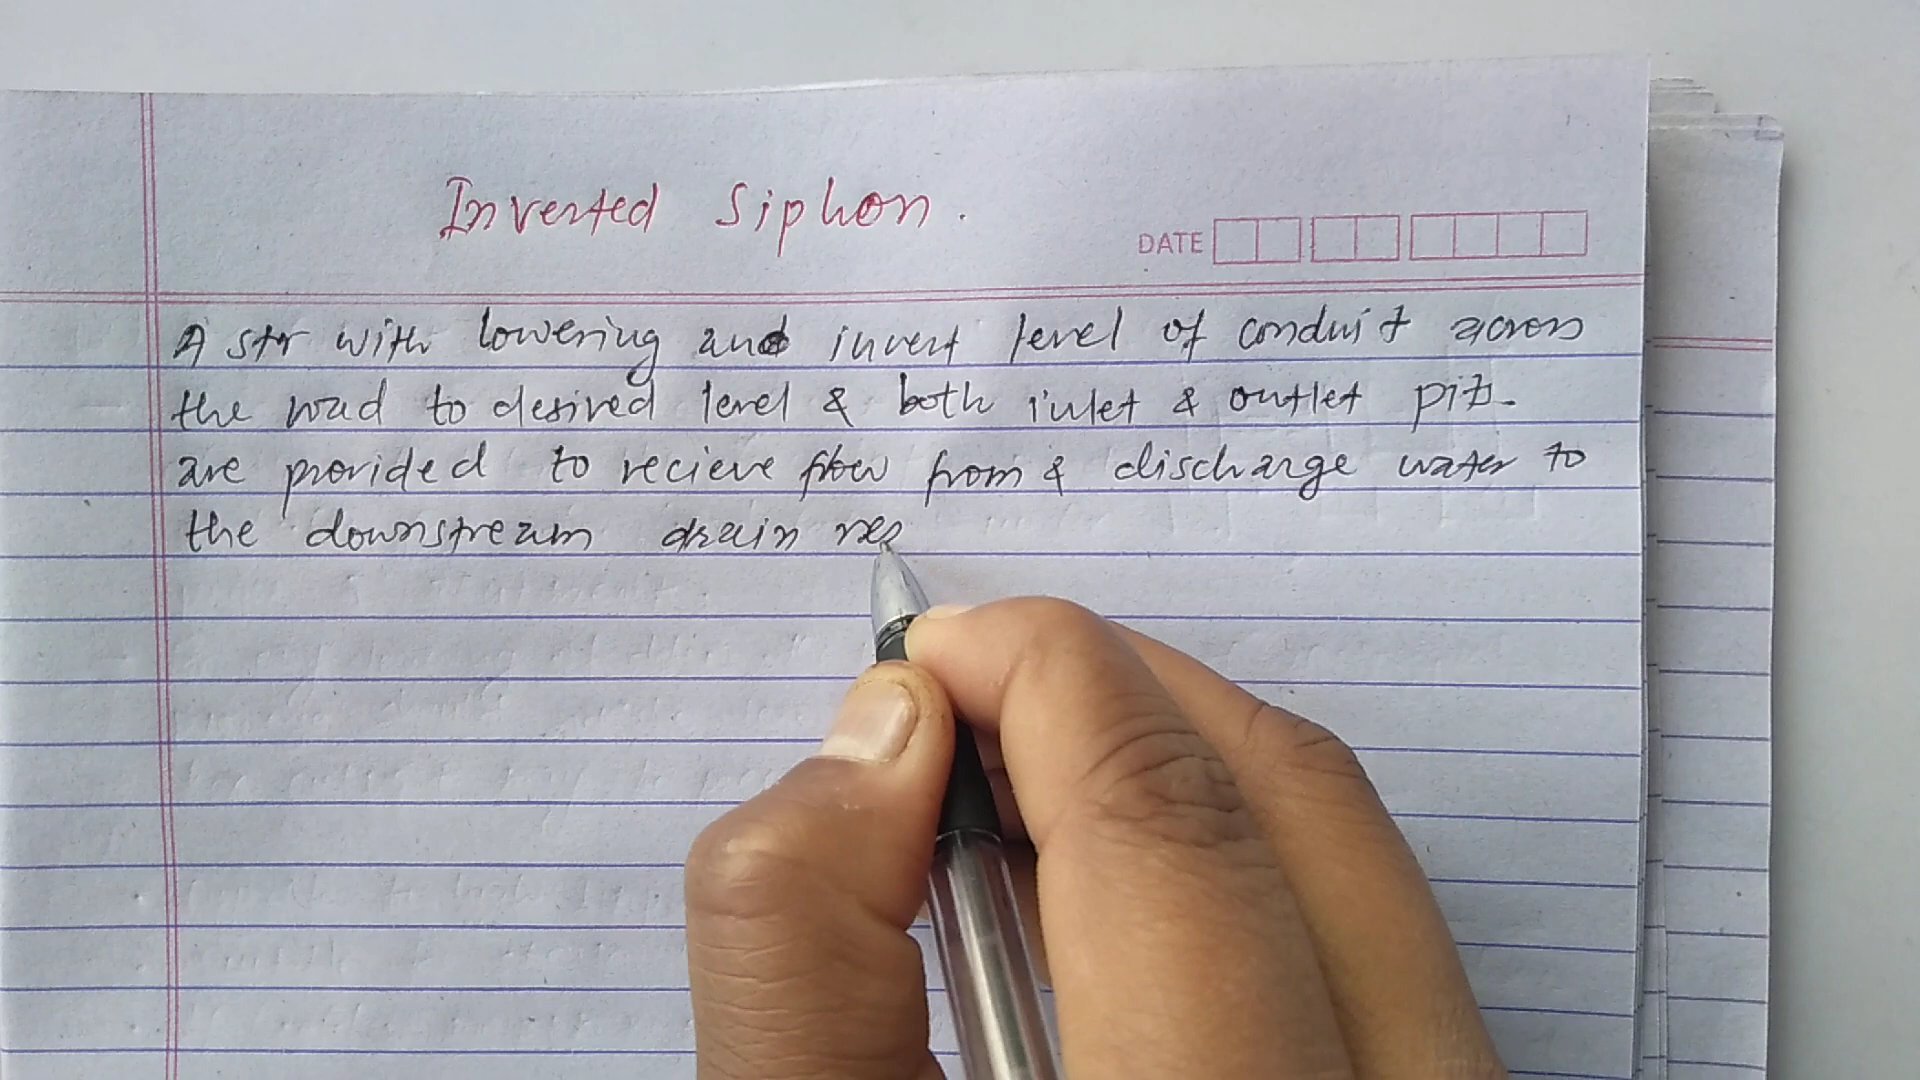 Inverted Siphon.
DATE
A str with lowering and invert level of conduit across
the road to desired level & both inlet & outlet pits
are provided to recieve flow from & discharge water to
the downstream drain res